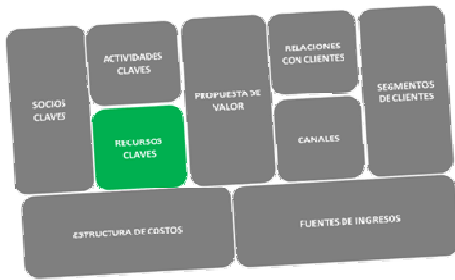 SOCIOS
CLAVES
ACTIVIDADES
CLAVES
RECURSOS
CLAVES
PROPUESTA DE
VALOR
RELACIONES
CON CLIENTES
CANALES
SEGMENTOS
DE CLIENTES
ESTRUCTURA DE COSTOS
FUENTES DE INGRESOS